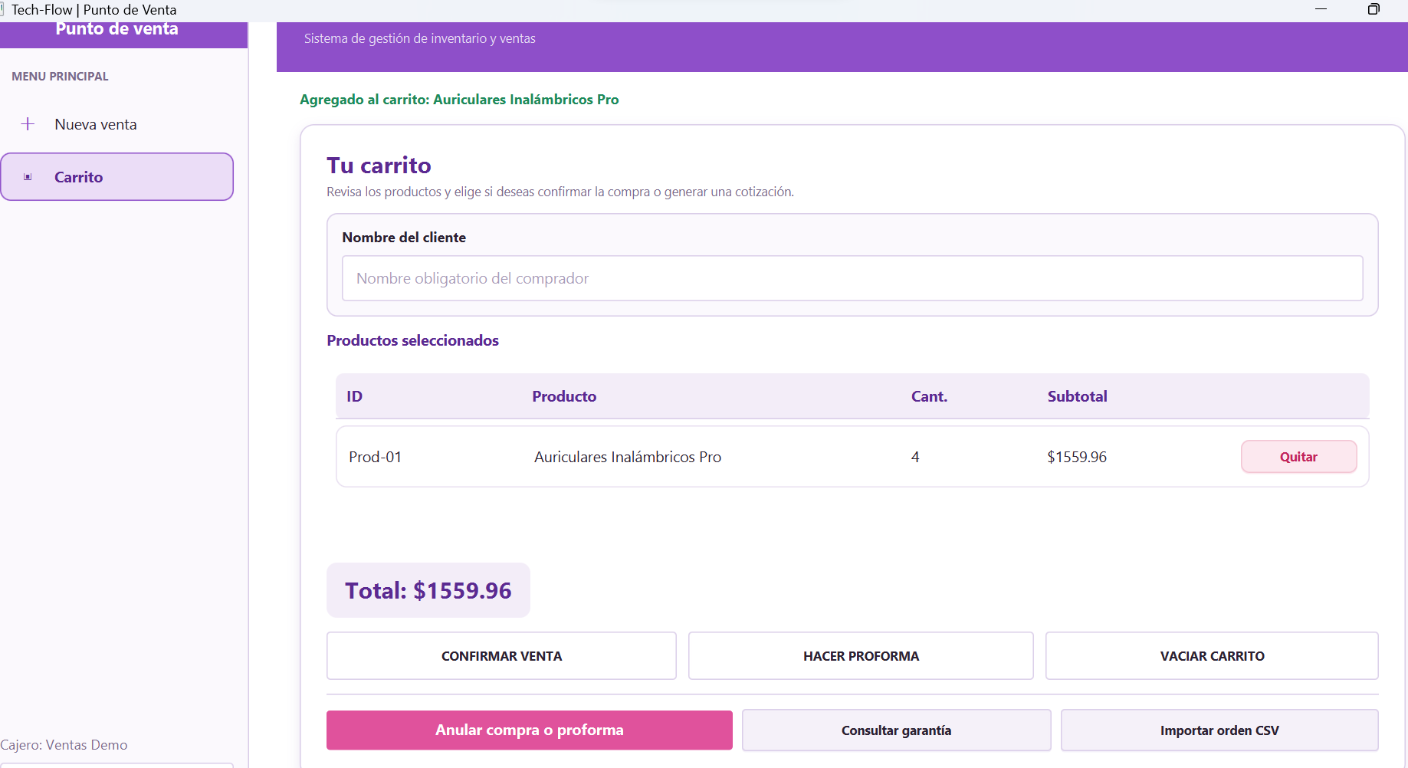 Tech-Flow | Punto de Venta
Punto de venta
Sistema de gestión de inventario y ventas
MENU PRINCIPAL
Nueva venta
Carrito
Agregado al carrito: Auriculares Inalámbricos Pro
Tu carrito
Revisa los productos y elige si deseas confirmar la compra o generar una cotización.
Nombre del cliente
Nombre obligatorio del comprador
Productos seleccionados
ID Producto Cant. Subtotal
Prod-01 Auriculares Inalámbricos Pro 4 $1559.96 Quitar
Total: $1559.96
CONFIRMAR VENTA HACER PROFORMA VACIAR CARRITO
Anular compra o proforma Consultar garantía Importar orden CSV
Cajero: Ventas Demo